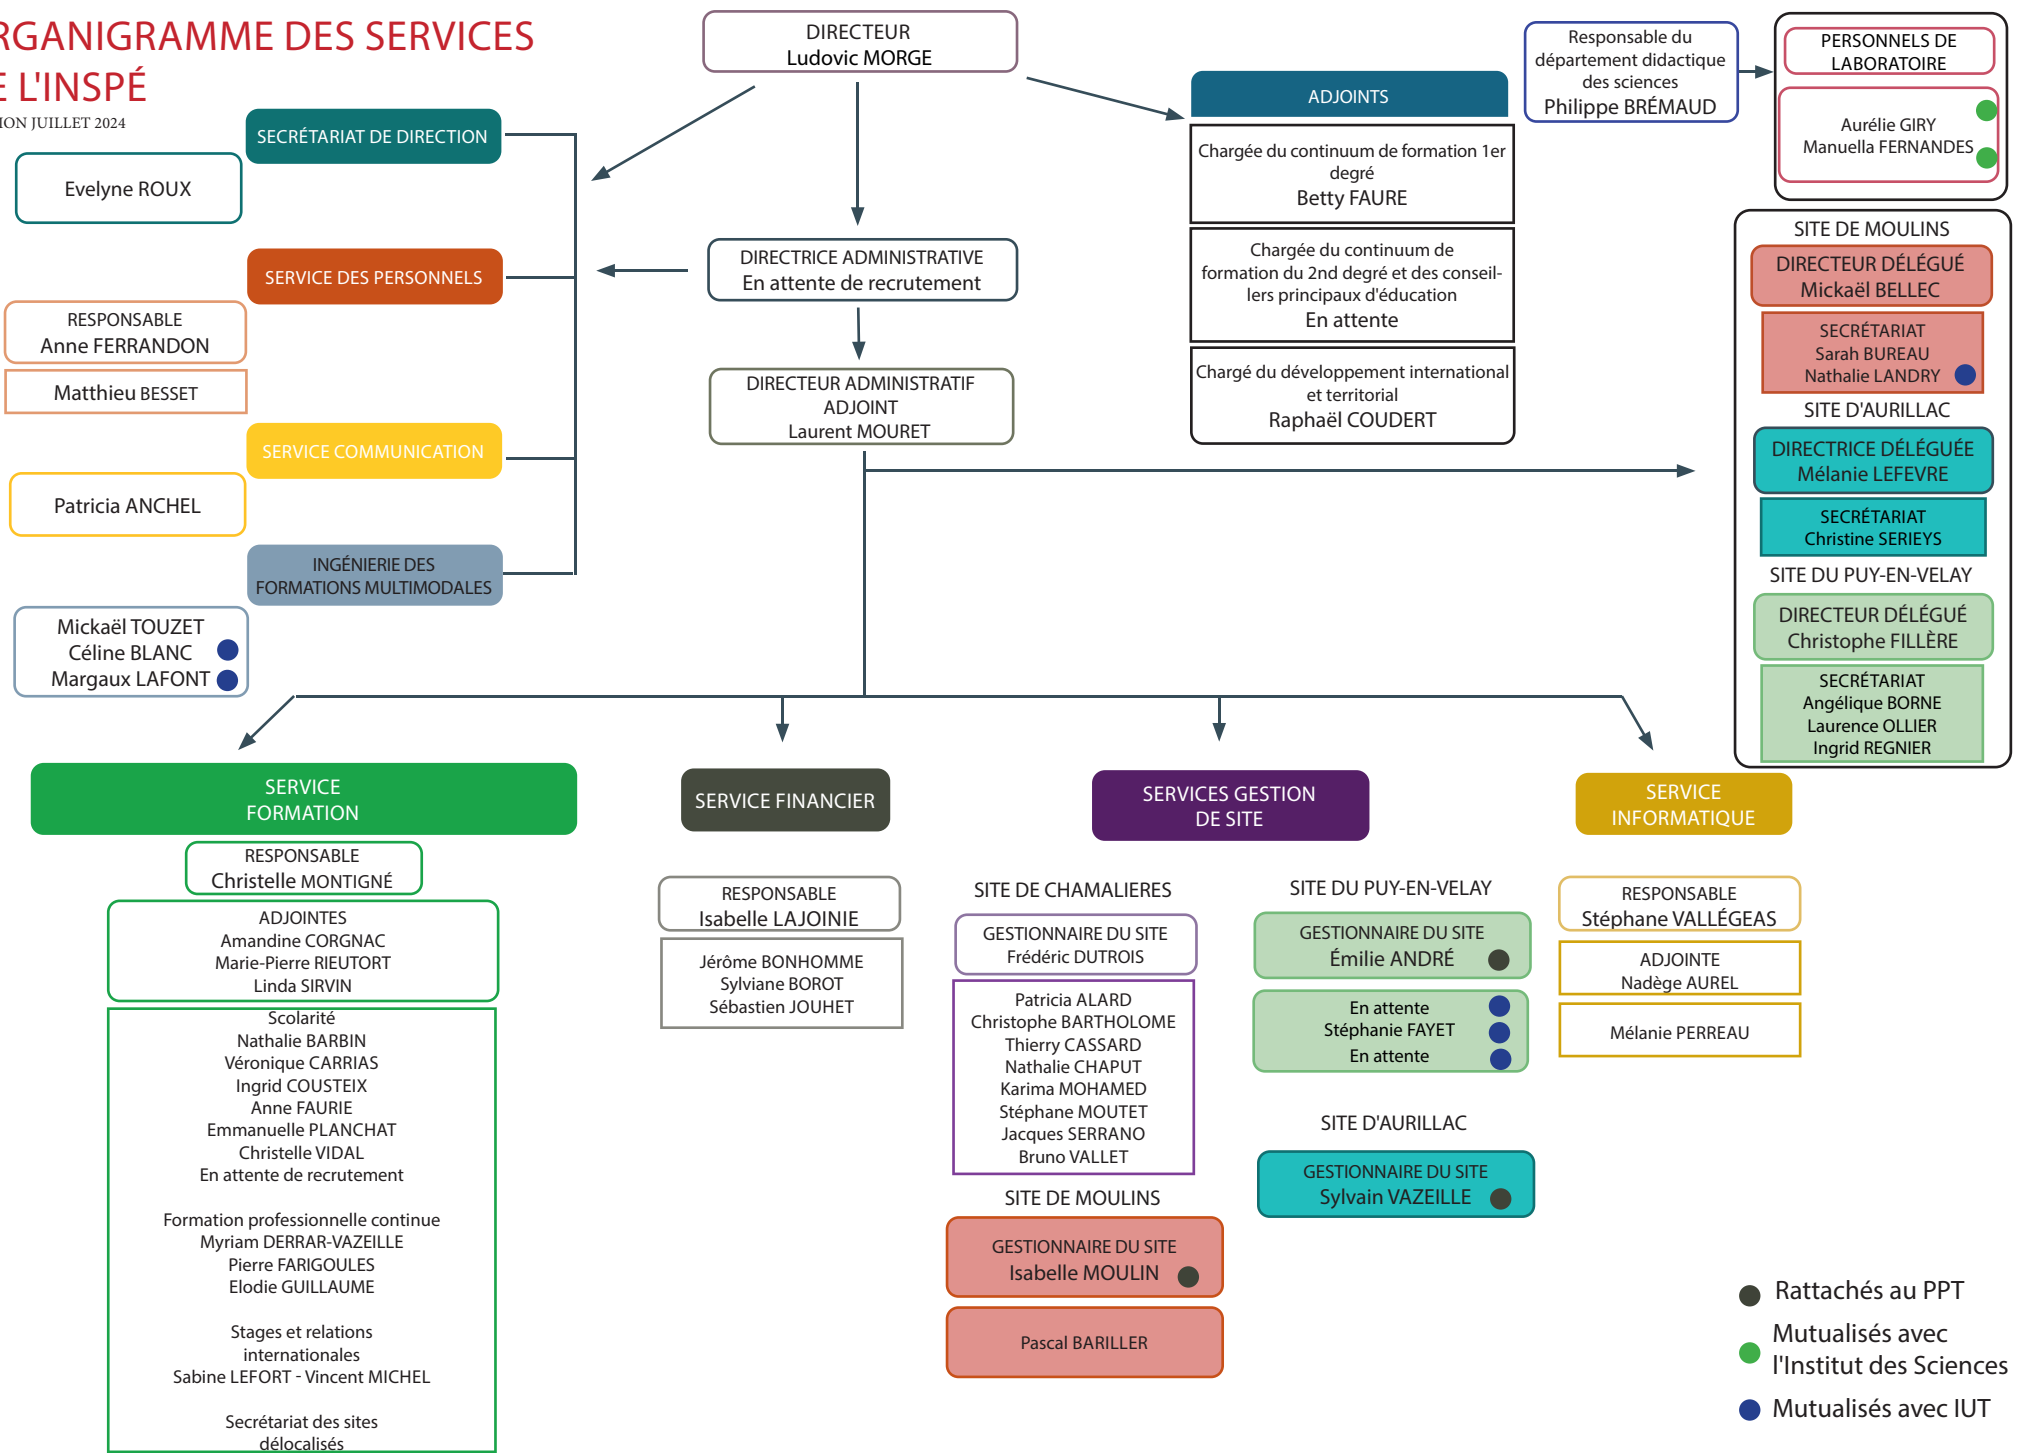 RGANIGRAMME DES SERVICES
E L'INSPÉ
ION JUILLET 2024
DIRECTEUR
Ludovic MORGE
Responsable du
département didactique
des sciences
Philippe BRÉMAUD
PERSONNELS DE
LABORATOIRE
Aurélie GIRY
Manuella FERNANDES
SECRÉTARIAT DE DIRECTION
Evelyne ROUX
SERVICE DES PERSONNELS
RESPONSABLE
Anne FERRANDON
Matthieu BESSET
SERVICE COMMUNICATION
Patricia ANCHEL
INGÉNIERIE DES
FORMATIONS MULTIMODALES
Mickaël TOUZET
Céline BLANC
Margaux LAFONT
DIRECTRICE ADMINISTRATIVE
En attente de recrutement
DIRECTEUR ADMINISTRATIF
ADJOINT
Laurent MOURET
ADJOINTS
Chargée du continuum de formation 1er
degré
Betty FAURE
Chargée du continuum de
formation du 2nd degré et des conseil-
lers principaux d'éducation
En attente
Chargé du développement international
et territorial
Raphaël COUDERT
SITE DE MOULINS
DIRECTEUR DÉLÉGUÉ
Mickaël BELLEC
SECRÉTARIAT
Sarah BUREAU
Nathalie LANDRY
SITE D'AURILLAC
DIRECTRICE DÉLÉGUÉE
Mélanie LEFEVRE
SECRÉTARIAT
Christine SERIEYS
SITE DU PUY-EN-VELAY
DIRECTEUR DÉLÉGUÉ
Christophe FILLÈRE
SECRÉTARIAT
Angélique BORNE
Laurence OLLIER
Ingrid REGNIER
SERVICE
FORMATION
RESPONSABLE
Christelle MONTIGNÉ
ADJOINTES
Amandine CORGNAC
Marie-Pierre RIEUTORT
Linda SIRVIN
Scolarité
Nathalie BARBIN
Véronique CARRIAS
Ingrid COUSTEIX
Anne FAURIE
Emmanuelle PLANCHAT
Christelle VIDAL
En attente de recrutement
Formation professionnelle continue
Myriam DERRAR-VAZEILLE
Pierre FARIGOULES
Elodie GUILLAUME
Stages et relations
internationales
Sabine LEFORT - Vincent MICHEL
Secrétariat des sites
délocalisés
SERVICE FINANCIER
RESPONSABLE
Isabelle LAJOINIE
Jérôme BONHOMME
Sylviane BOROT
Sébastien JOUHET
SERVICES GESTION
DE SITE
SITE DE CHAMALIERES
GESTIONNAIRE DU SITE
Frédéric DUTROIS
Patricia ALARD
Christophe BARTHOLOME
Thierry CASSARD
Nathalie CHAPUT
Karima MOHAMED
Stéphane MOUTET
Jacques SERRANO
Bruno VALLET
SITE DE MOULINS
GESTIONNAIRE DU SITE
Isabelle MOULIN
Pascal BARILLER
SITE DU PUY-EN-VELAY
GESTIONNAIRE DU SITE
Émilie ANDRÉ
En attente
Stéphanie FAYET
En attente
SITE D'AURILLAC
GESTIONNAIRE DU SITE
Sylvain VAZEILLE
SERVICE
INFORMATIQUE
RESPONSABLE
Stéphane VALLÉGEAS
ADJOINTE
Nadège AUREL
Mélanie PERREAU
Rattachés au PPT
Mutualisés avec
l'Institut des Sciences
Mutualisés avec IUT